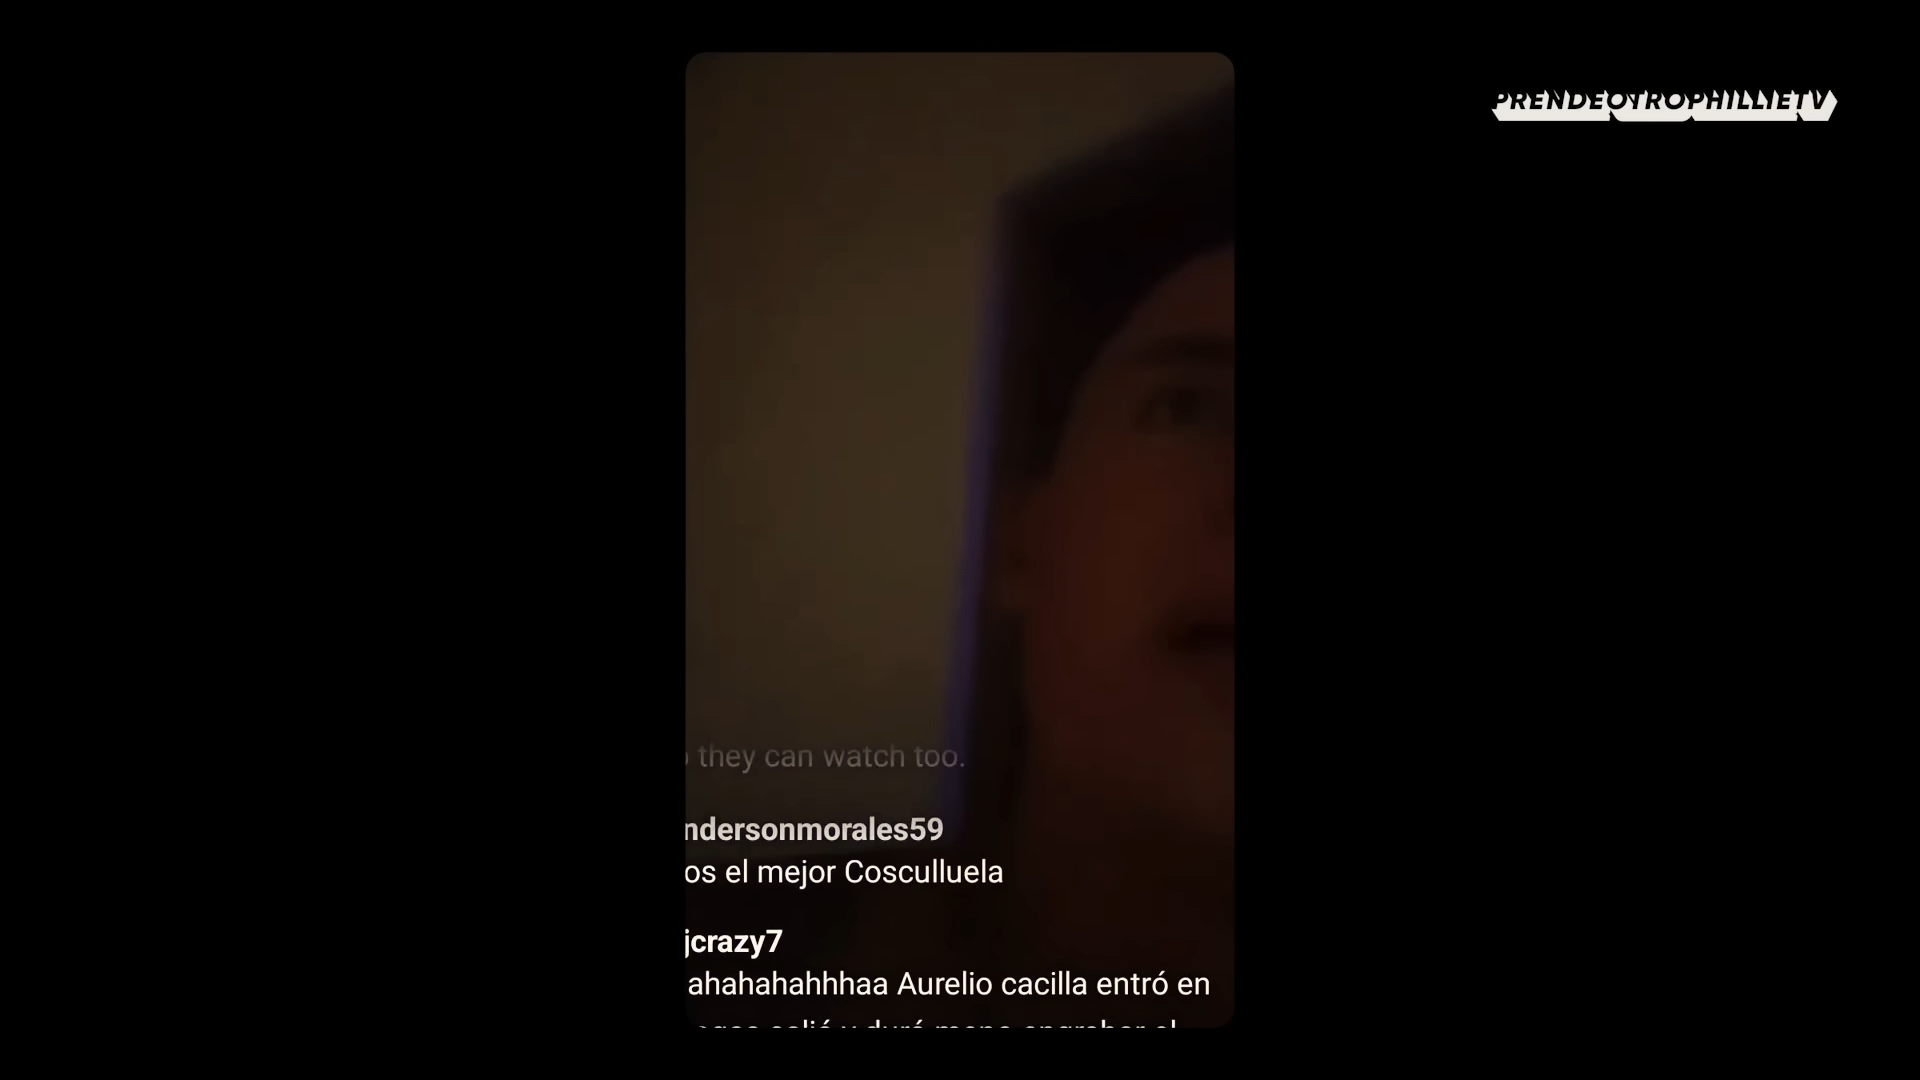 PRENDEOTROPHILLIETV
they can watch too.
ndersonmorales59
os el mejor Cosculluela
jcrazy7
ahahahahhhaa Aurelio cacilla entró en